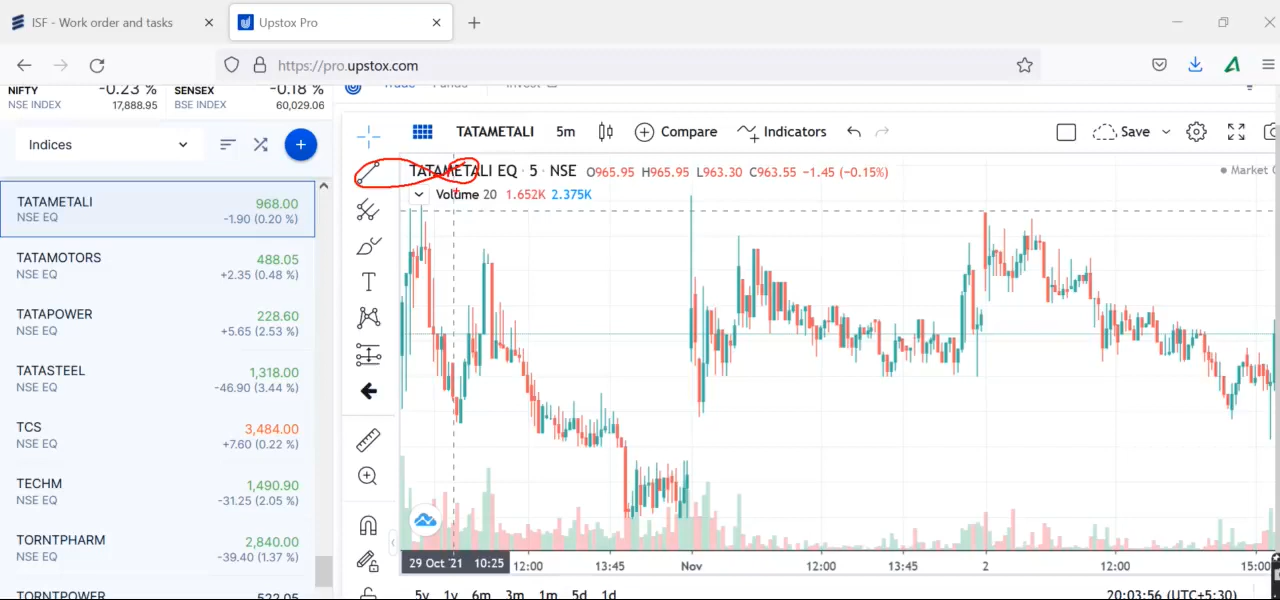 ISF - Work order and tasks
Upstox Pro
https://pro.upstox.com
NIFTY -0.23 % SENSEX -0.18 %
NSE INDEX 17,888.95 BSE INDEX 60,029.06
Indices
TATAMETALI 968.00
NSE EQ -1.90 (0.20 %)
TATAMOTORS 488.05
NSE EQ +2.35 (0.48 %)
TATAPOWER 228.60
NSE EQ +5.65 (2.53 %)
TATASTEEL 1,318.00
NSE EQ -46.90 (3.44 %)
TCS 3,484.00
NSE EQ +7.60 (0.22 %)
TECHM 1,490.90
NSE EQ -31.25 (2.05 %)
TORNTPHARM 2,840.00
NSE EQ -39.40 (1.37 %)
TORNTPOWER 522.05
TATAMETALI 5m Compare Indicators Save
TATAMETALI EQ · 5 · NSE O965.95 H965.95 L963.30 C963.55 −1.45 (−0.15%) Market
Volume 20 1.652K 2.375K
29 Oct '21 10:25 12:00 13:45 Nov 12:00 13:45 2 12:00 15:00
5y 1y 6m 3m 1m 5d 1d 20:03:56 (UTC+5:30)